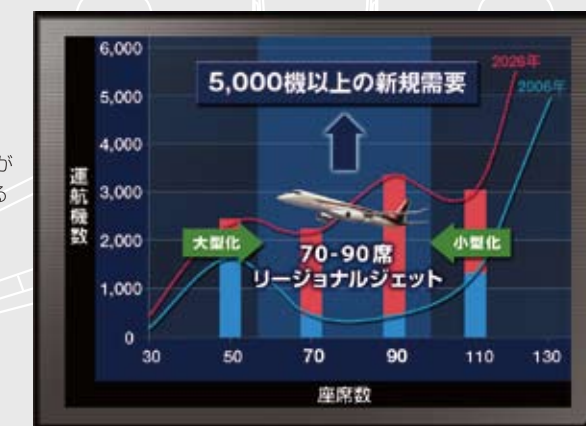 が
る
6,000
5,000
4,000
3,000
2,000
1,000
0
運航機数
5,000機以上の新規需要
2026年
2006年
大型化
小型化
70-90席
リージョナルジェット
30 50 70 90 110 130
座席数